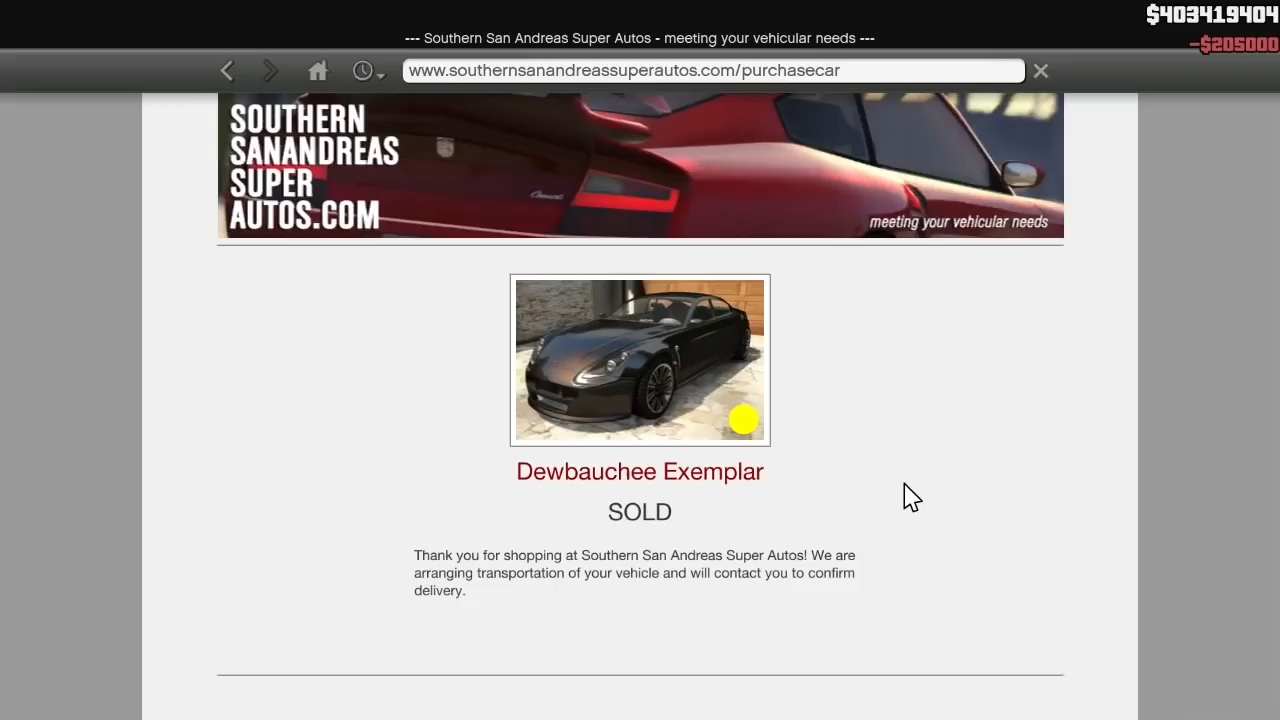 $403419404
-$205000
--- Southern San Andreas Super Autos - meeting your vehicular needs ---
www.southernsanandreassuperautos.com/purchasecar
SOUTHERN
SANANDREAS
SUPER
AUTOS.COM
meeting your vehicular needs
Dewbauchee Exemplar
SOLD
Thank you for shopping at Southern San Andreas Super Autos! We are
arranging transportation of your vehicle and will contact you to confirm
delivery.